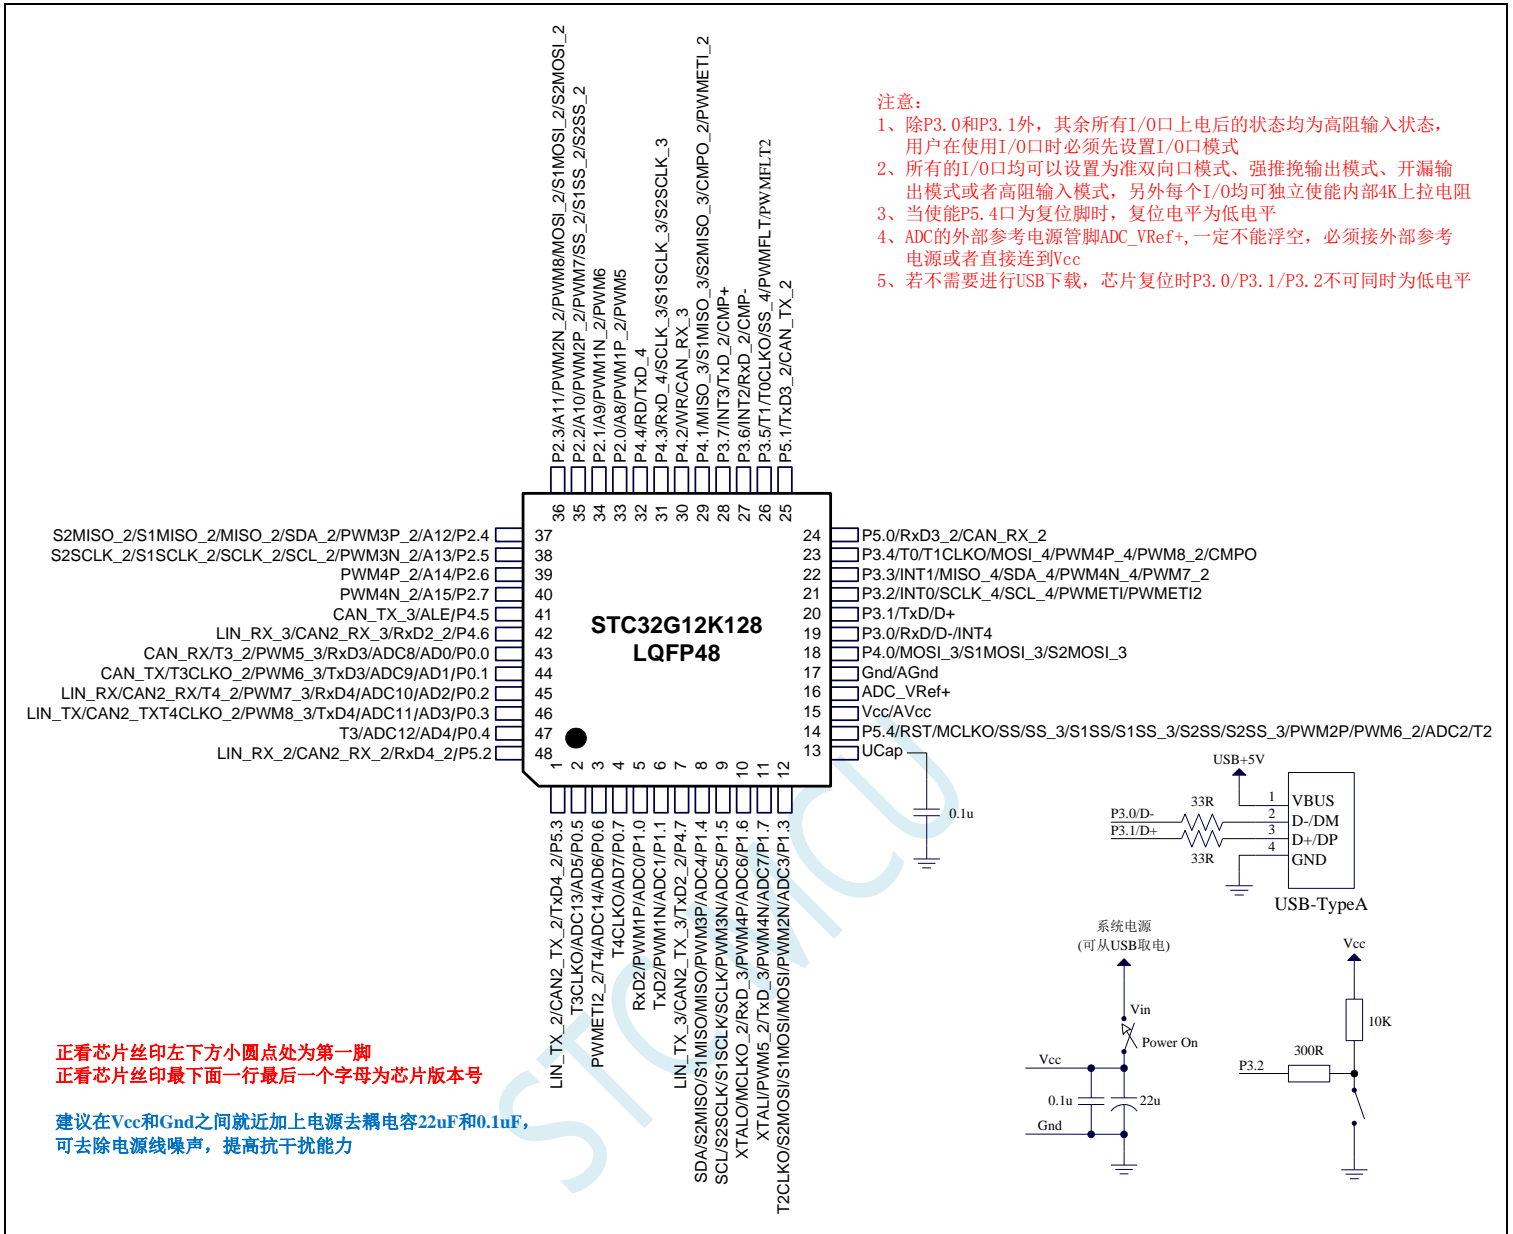 P2.3/A11/PWM2N_2/PWM8/MOSI_2/S1MOSI_2/S2MOSI_2
P2.2/A10/PWM2P_2/PWM7/SS_2/S1SS_2/S2SS_2
P2.1/A9/PWM1N_2/PWM6
P2.0/A8/PWM1P_2/PWM5
P4.4/RD/TxD_4
P4.3/RxD_4/SCLK_3/S1SCLK_3/S2SCLK_3
P4.2/WR/CAN_RX_3
P4.1/MISO_3/S1MISO_3/S2MISO_3/CMPO_2/PWMETI_2
P3.7/INT3/TxD_2/CMP+
P3.6/INT2/RxD_2/CMP-
P3.5/T1/T0CLKO/SS_4/PWMFLT/PWMFLT2
P5.1/TxD3_2/CAN_TX_2
注意：
1、除P3.0和P3.1外，其余所有I/O口上电后的状态均为高阻输入状态，
用户在使用I/O口时必须先设置I/O口模式
2、所有的I/O口均可以设置为准双向口模式、强推挽输出模式、开漏输
出模式或者高阻输入模式，另外每个I/O均可独立使能内部4K上拉电阻
3、当使能P5.4口为复位脚时，复位电平为低电平
4、ADC的外部参考电源管脚ADC_VRef+,一定不能浮空，必须接外部参考
电源或者直接连到Vcc
5、若不需要进行USB下载，芯片复位时P3.0/P3.1/P3.2不可同时为低电平
36 35 34 33 32 31 30 29 28 27 26 25
S2MISO_2/S1MISO_2/MISO_2/SDA_2/PWM3P_2/A12/P2.4 37
S2SCLK_2/S1SCLK_2/SCLK_2/SCL_2/PWM3N_2/A13/P2.5 38
PWM4P_2/A14/P2.6 39
PWM4N_2/A15/P2.7 40
CAN_TX_3/ALE/P4.5 41
LIN_RX_3/CAN2_RX_3/RxD2_2/P4.6 42
CAN_RX/T3_2/PWM5_3/RxD3/ADC8/AD0/P0.0 43
CAN_TX/T3CLKO_2/PWM6_3/TxD3/ADC9/AD1/P0.1 44
LIN_RX/CAN2_RX/T4_2/PWM7_3/RxD4/ADC10/AD2/P0.2 45
LIN_TX/CAN2_TXT4CLKO_2/PWM8_3/TxD4/ADC11/AD3/P0.3 46
T3/ADC12/AD4/P0.4 47
LIN_RX_2/CAN2_RX_2/RxD4_2/P5.2 48
STC32G12K128
LQFP48
24 P5.0/RxD3_2/CAN_RX_2
23 P3.4/T0/T1CLKO/MOSI_4/PWM4P_4/PWM8_2/CMPO
22 P3.3/INT1/MISO_4/SDA_4/PWM4N_4/PWM7_2
21 P3.2/INT0/SCLK_4/SCL_4/PWMETI/PWMETI2
20 P3.1/TxD/D+
19 P3.0/RxD/D-/INT4
18 P4.0/MOSI_3/S1MOSI_3/S2MOSI_3
17 Gnd/AGnd
16 ADC_VRef+
15 Vcc/AVcc
14 P5.4/RST/MCLKO/SS/SS_3/S1SS/S1SS_3/S2SS/S2SS_3/PWM2P/PWM6_2/ADC2/T2
13 UCap
1 2 3 4 5 6 7 8 9 10 11 12
LIN_TX_2/CAN2_TX_2/TxD4_2/P5.3
T3CLKO/ADC13/AD5/P0.5
PWMETI2_2/T4/ADC14/AD6/P0.6
T4CLKO/AD7/P0.7
RxD2/PWM1P/ADC0/P1.0
TxD2/PWM1N/ADC1/P1.1
LIN_TX_3/CAN2_TX_3/TxD2_2/P4.7
SDA/S2MISO/S1MISO/MISO/PWM3P/ADC4/P1.4
SCL/S2SCLK/S1SCLK/SCLK/PWM3N/ADC5/P1.5
XTALO/MCLKO_2/RxD_3/PWM4P/ADC6/P1.6
XTALI/PWM5_2/TxD_3/PWM4N/ADC7/P1.7
T2CLKO/S2MOSI/S1MOSI/MOSI/PWM2N/ADC3/P1.3
0.1u
USB+5V
33R
P3.0/D-
P3.1/D+
33R
1 VBUS
2 D-/DM
3 D+/DP
4 GND
USB-TypeA
系统电源
(可从USB取电)
Vin
Power On
Vcc
0.1u
22u
Gnd
Vcc
10K
300R
P3.2
正看芯片丝印左下方小圆点处为第一脚
正看芯片丝印最下面一行最后一个字母为芯片版本号
建议在Vcc和Gnd之间就近加上电源去耦电容22uF和0.1uF，
可去除电源线噪声，提高抗干扰能力
STCMCU